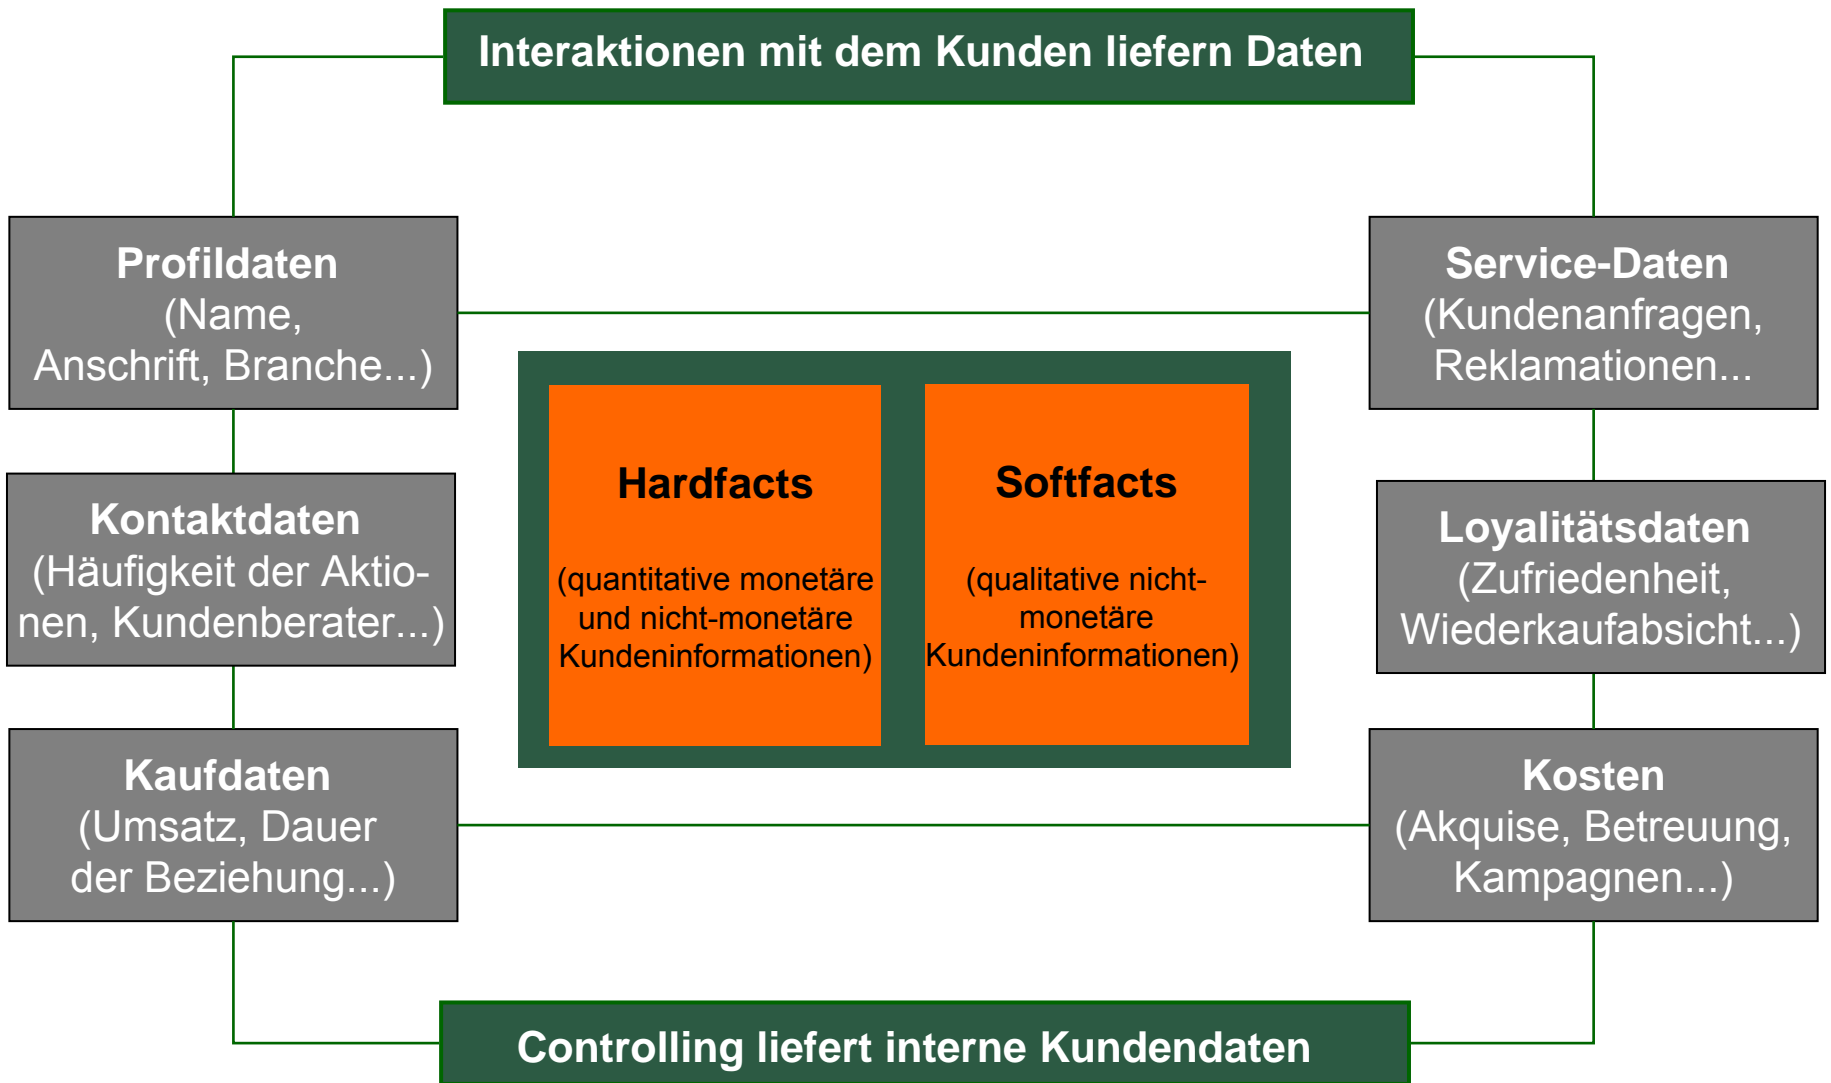 Interaktionen mit dem Kunden liefern Daten
Profildaten
(Name,
Anschrift, Branche...)
Service-Daten
(Kundenanfragen,
Reklamationen...
Hardfacts
(quantitative monetäre
und nicht-monetäre
Kundeninformationen)
Softfacts
(qualitative nicht-
monetäre
Kundeninformationen)
Kontaktdaten
(Häufigkeit der Aktio-
nen, Kundenberater...)
Loyalitätsdaten
(Zufriedenheit,
Wiederkaufabsicht...)
Kaufdaten
(Umsatz, Dauer
der Beziehung...)
Kosten
(Akquise, Betreuung,
Kampagnen...)
Controlling liefert interne Kundendaten